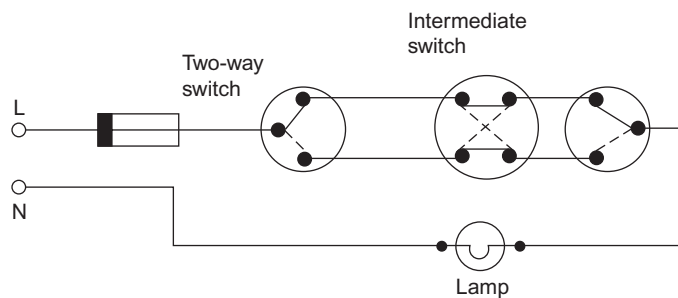 Intermediate
switch
Two-way
switch
L
N
Lamp